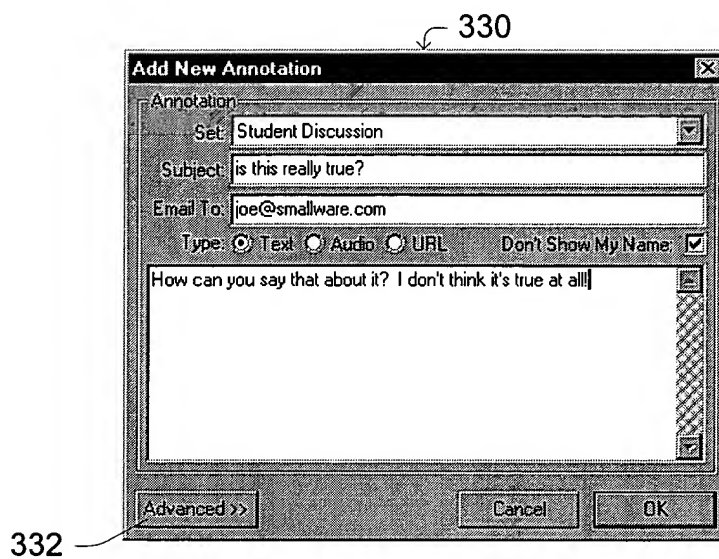 330
Add New Annotation
Annotation
Set: Student Discussion
Subject: is this really true?
Email To: joe@smallware.com
Type: Text Audio URL Don't Show My Name:
How can you say that about it? I don't think it's true at all!
Advanced >> Cancel OK
332